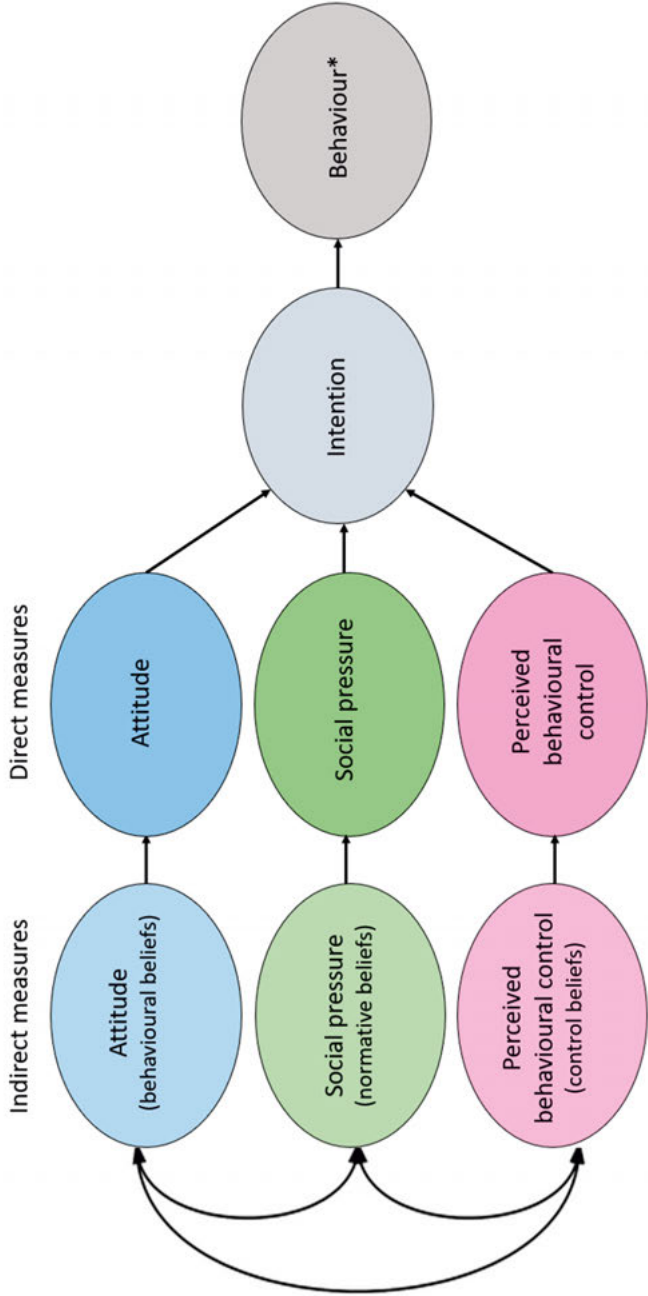 Indirect measures
Direct measures
Attitude
(behavioural beliefs)
Attitude
Social pressure
(normative beliefs)
Social pressure
Perceived
behavioural control
(control beliefs)
Perceived
behavioural
control
Intention
Behaviour*